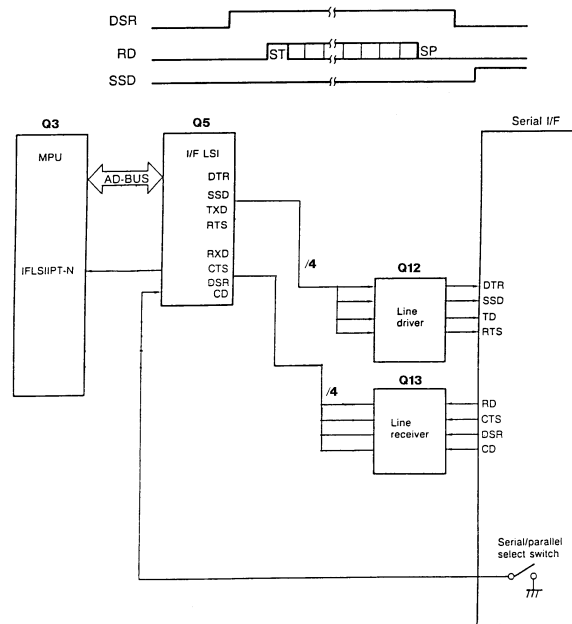 DSR
RD
ST
SP
SSD
Q3
Q5
Serial I/F
MPU
I/F LSI
AD-BUS
DTR
SSD
TXD
RTS
IFLSIIPT-N
RXD
CTS
DSR
CD
/4
Q12
Line
driver
DTR
SSD
TD
RTS
/4
Q13
Line
receiver
RD
CTS
DSR
CD
Serial/parallel
select switch